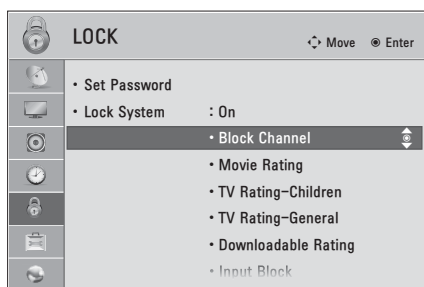 LOCK
Move
Enter
• Set Password
• Lock System : On
• Block Channel
• Movie Rating
• TV Rating-Children
• TV Rating-General
• Downloadable Rating
• Input Block